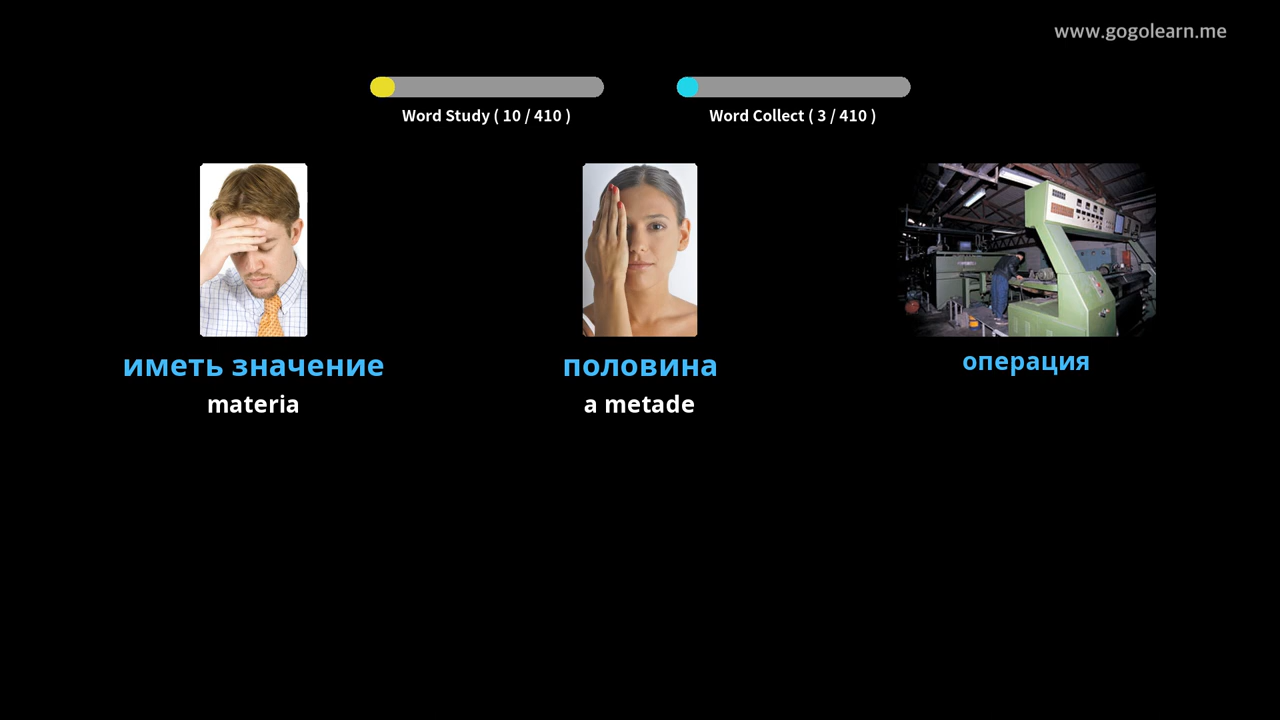 www.gogolearn.me
Word Study ( 10 / 410 )
Word Collect ( 3 / 410 )
иметь значение
materia
половина
a metade
операция